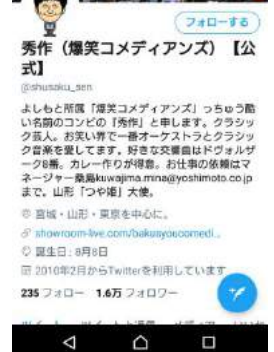 フォローする
秀作（爆笑コメディアンズ）【公
式】
@shusaku_sen
よしもと所属「爆笑コメディアンズ」っちゅう酷
い名前のコンビの『秀作』と申します。クラシッ
ク芸人。お笑い界で一番オーケストラとクラシッ
ク音楽を愛してます。好きな交響曲はドヴォルザ
ーク8番。カレー作りが得意。お仕事の依頼はマ
ネージャー桑島kuwajima.mina@yoshimoto.co.jp
まで。山形「つや姫」大使。
宮城・山形・東京を中心に。
showroom-live.com/bakusyoucomedi...
誕生日: 8月8日
2010年2月からTwitterを利用しています
235 フォロー 1.6万 フォロワー